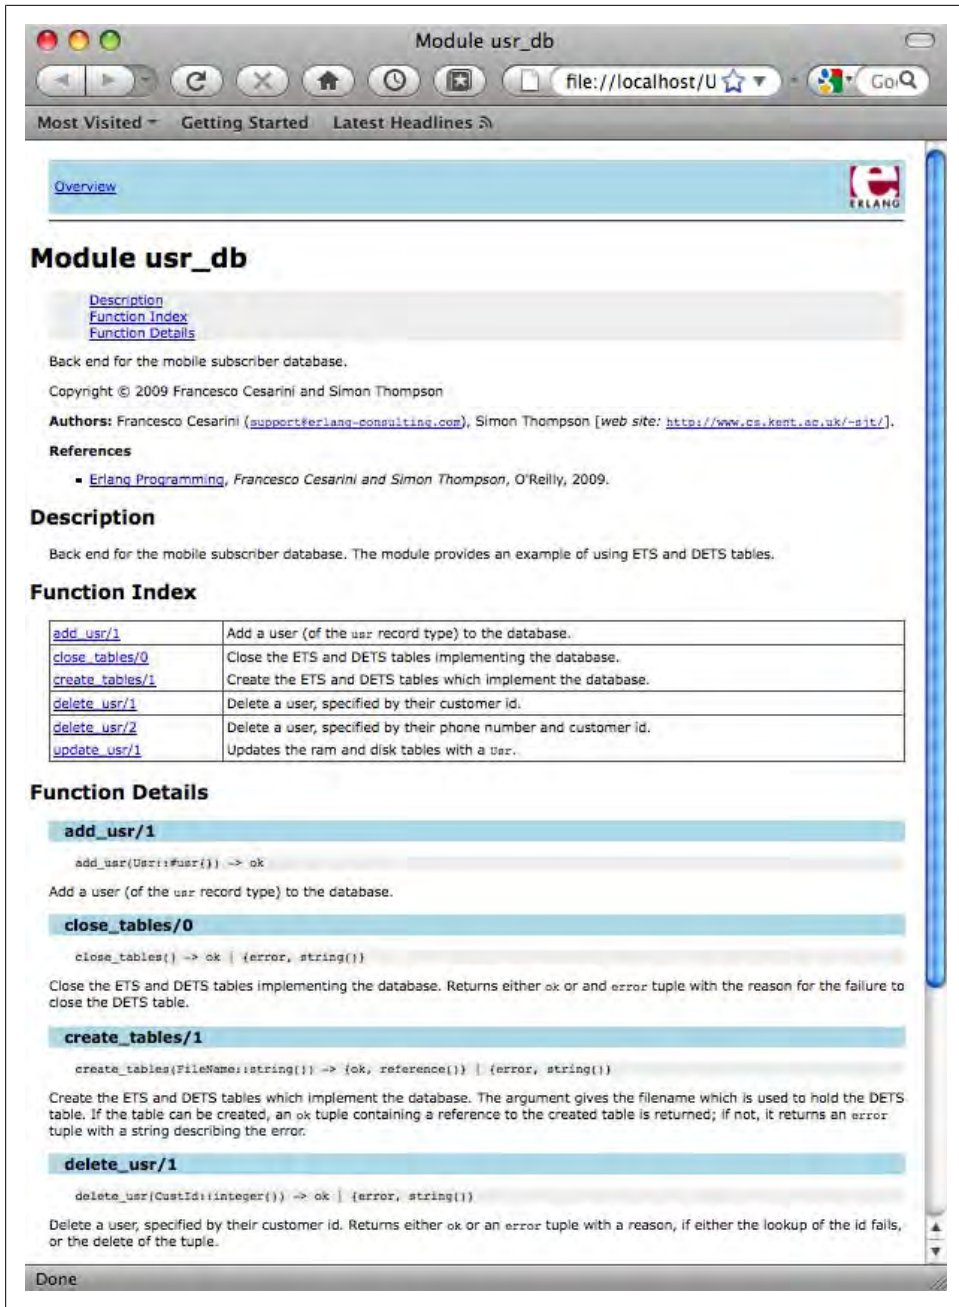 Module usr_db
file://localhost/U
Go
Most Visited
Getting Started
Latest Headlines
Overview
ERLANG
Module usr_db
Description
Function Index
Function Details
Back end for the mobile subscriber database.
Copyright © 2009 Francesco Cesarini and Simon Thompson
Authors: Francesco Cesarini (support@erlang-consulting.com), Simon Thompson [web site: http://www.cs.kent.ac.uk/~sjt/].
References
▪ Erlang Programming, Francesco Cesarini and Simon Thompson, O'Reilly, 2009.
Description
Back end for the mobile subscriber database. The module provides an example of using ETS and DETS tables.
Function Index
add_usr/1 Add a user (of the usr record type) to the database.
close_tables/0 Close the ETS and DETS tables implementing the database.
create_tables/1 Create the ETS and DETS tables which implement the database.
delete_usr/1 Delete a user, specified by their customer id.
delete_usr/2 Delete a user, specified by their phone number and customer id.
update_usr/1 Updates the ram and disk tables with a Usr.
Function Details
add_usr/1
add_usr(Usr::#usr()) -> ok
Add a user (of the usr record type) to the database.
close_tables/0
close_tables() -> ok | {error, string()}
Close the ETS and DETS tables implementing the database. Returns either ok or and error tuple with the reason for the failure to
close the DETS table.
create_tables/1
create_tables(FileName::string()) -> {ok, reference()} | {error, string()}
Create the ETS and DETS tables which implement the database. The argument gives the filename which is used to hold the DETS
table. If the table can be created, an ok tuple containing a reference to the created table is returned; if not, it returns an error
tuple with a string describing the error.
delete_usr/1
delete_usr(CustId::integer()) -> ok | {error, string()}
Delete a user, specified by their customer id. Returns either ok or an error tuple with a reason, if either the lookup of the id fails,
or the delete of the tuple.
Done